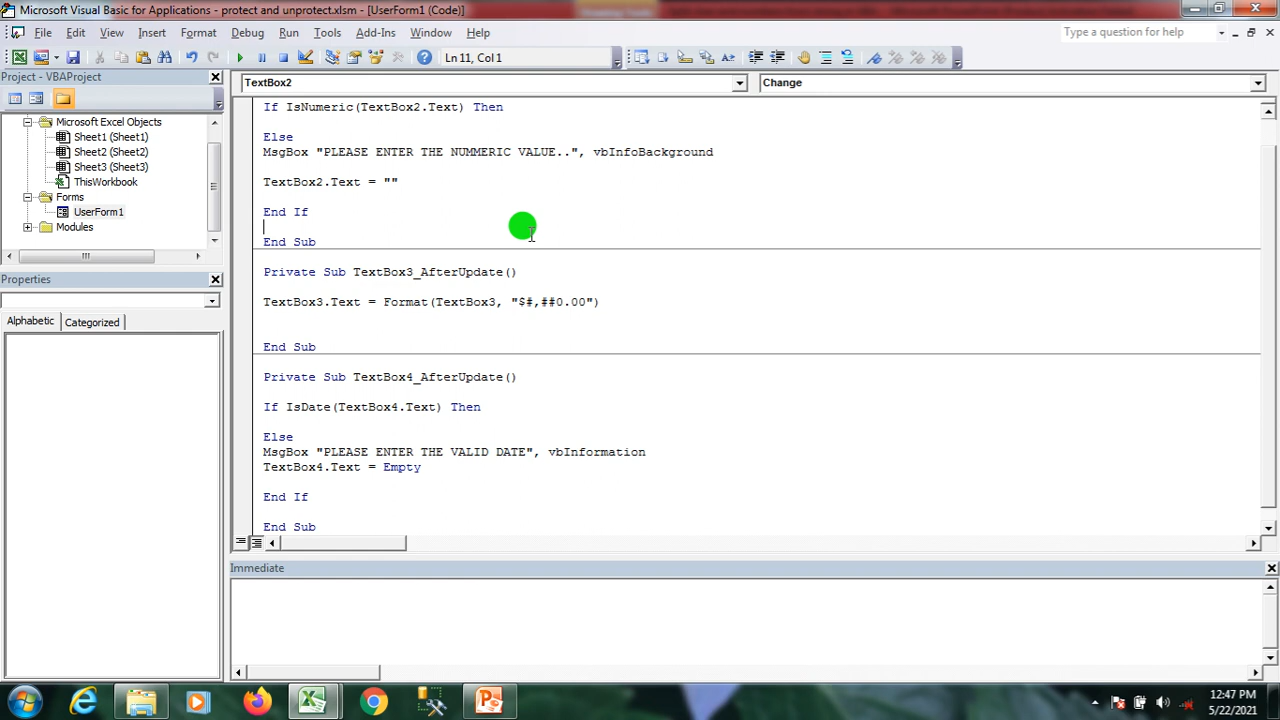 Microsoft Visual Basic for Applications - protect and unprotect.xlsm - [UserForm1 (Code)]
File Edit View Insert Format Debug Run Tools Add-Ins Window Help
Type a question for help
Ln 11, Col 1
Project - VBAProject
TextBox2
Change
Microsoft Excel Objects
Sheet1 (Sheet1)
Sheet2 (Sheet2)
Sheet3 (Sheet3)
ThisWorkbook
Forms
UserForm1
Modules
Properties
Alphabetic Categorized
If IsNumeric(TextBox2.Text) Then
Else
MsgBox "PLEASE ENTER THE NUMMERIC VALUE..", vbInfoBackground
TextBox2.Text = ""
End If
End Sub
Private Sub TextBox3_AfterUpdate()
TextBox3.Text = Format(TextBox3, "$#,##0.00")
End Sub
Private Sub TextBox4_AfterUpdate()
If IsDate(TextBox4.Text) Then
Else
MsgBox "PLEASE ENTER THE VALID DATE", vbInformation
TextBox4.Text = Empty
End If
End Sub
Immediate
12:47 PM
5/22/2021